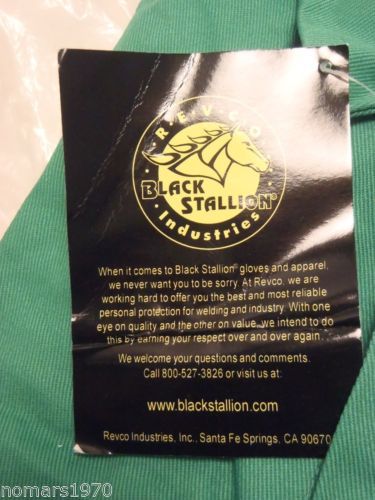 REVCO
BLACK
STALLION®
Industries
When it comes to Black Stallion® gloves and apparel,
we never want you to be sorry. At Revco, we are
working hard to offer you the best and most reliable
personal protection for welding and industry. With one
eye on quality and the other on value, we intend to do
this by earning your respect over and over again.
We welcome your questions and comments.
Call 800-527-3826 or visit us at:
www.blackstallion.com
Revco Industries, Inc., Santa Fe Springs, CA 90670
nomars1970